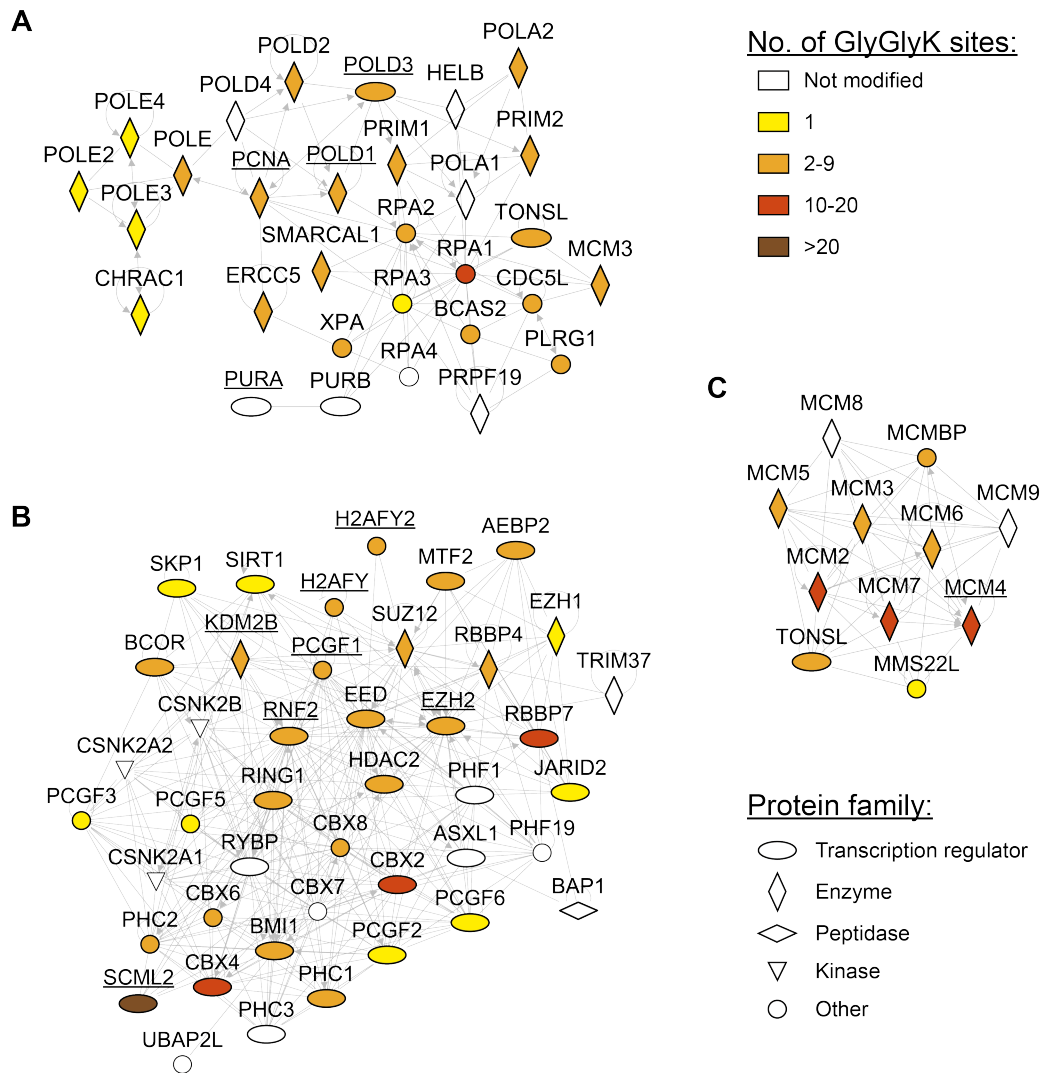 A
POLA2
POLD2
POLD3
HELB
POLD4
POLE4
PRIM1
PRIM2
POLE
POLE2
PCNA
POLD1
POLA1
POLE3
RPA2
TONSL
SMARCAL1
RPA1
MCM3
CHRAC1
ERCC5
RPA3
CDC5L
BCAS2
XPA
PLRG1
RPA4
PURA
PURB
PRPF19
No. of GlyGlyK sites:
Not modified
1
2-9
10-20
>20
C
MCM8
MCMBP
MCM5
MCM3
MCM9
MCM6
MCM2
MCM7
MCM4
TONSL
MMS22L
B
H2AFY2
AEBP2
SKP1
SIRT1
MTF2
H2AFY
SUZ12
EZH1
KDM2B
BCOR
PCGF1
RBBP4
TRIM37
CSNK2B
RNF2
EED
EZH2
RBBP7
CSNK2A2
HDAC2
PHF1
JARID2
RING1
PCGF3
PCGF5
CBX8
ASXL1
PHF19
RYBP
CSNK2A1
CBX2
CBX7
BAP1
CBX6
PCGF6
PHC2
BMI1
PCGF2
SCML2
CBX4
PHC1
PHC3
UBAP2L
Protein family:
Transcription regulator
Enzyme
Peptidase
Kinase
Other